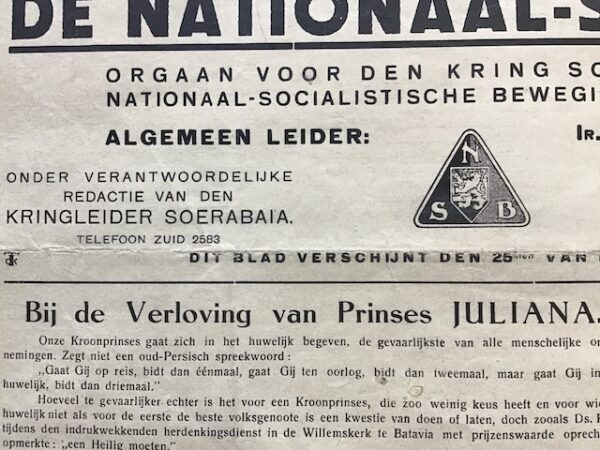 DE NATIONAAL-S
ORGAAN VOOR DEN KRING SO
NATIONAAL-SOCIALISTISCHE BEWEGI
ALGEMEEN LEIDER:
IR.
N
S B
ONDER VERANTWOORDELIJKE
REDACTIE VAN DEN
KRINGLEIDER SOERABAIA.
TELEFOON ZUID 2583
DIT BLAD VERSCHIJNT DEN 25sten VAN
Bij de Verloving van Prinses JULIANA.
Onze Kroonprinses gaat zich in het huwelijk begeven, de gevaarlijkste van alle menschelijke on
nemingen. Zegt niet een oud-Persisch spreekwoord:
„Gaat Gij op reis, bidt dan éénmaal, gaat Gij ten oorlog, bidt dan tweemaal, maar gaat Gij in
huwelijk, bidt dan driemaal."
Hoeveel te gevaarlijker echter is het voor een Kroonprinses, die zoo weinig keus heeft en voor wie
huwelijk niet als voor de eerste de beste volksgenoote is een kwestie van doen of laten, doch zooals Ds.
tijdens den indrukwekkenden herdenkingsdienst in de Willemskerk te Batavia met prijzenswaarde oprech
opmerkte: „een Heilig moeten."